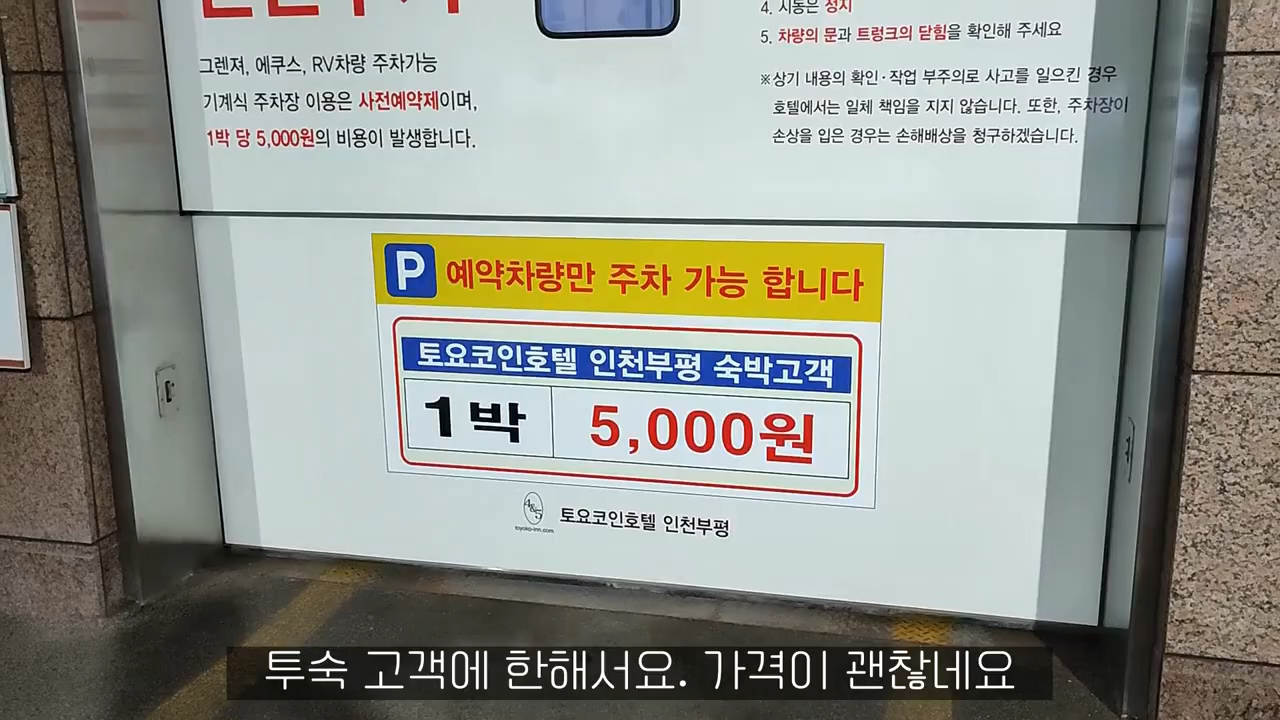 그렌져, 에쿠스, RV차량 주차가능
기계식 주차장 이용은 사전예약제이며,
1박 당 5,000원의 비용이 발생합니다.
4. 시동은 정지
5. 차량의 문과 트렁크의 닫힘을 확인해 주세요
※상기 내용의 확인·작업 부주의로 사고를 일으킨 경우
호텔에서는 일체 책임을 지지 않습니다. 또한, 주차장이
손상을 입은 경우는 손해배상을 청구하겠습니다.
P 예약차량만 주차 가능 합니다
토요코인호텔 인천부평 숙박고객
1박 5,000원
toyoko-inn.com
토요코인호텔 인천부평
투숙 고객에 한해서요. 가격이 괜찮네요